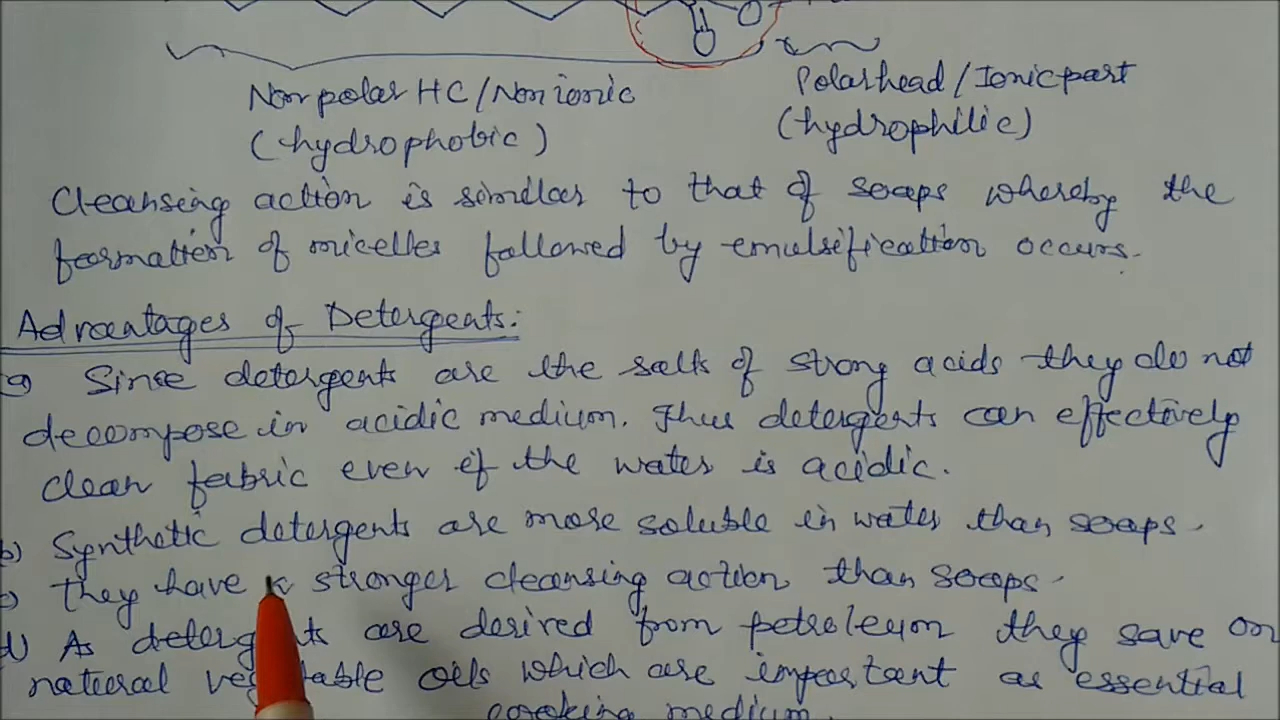 Non polar HC/Non ionic
Polar head/Ionic part
(hydrophobic)
(hydrophilic)
Cleansing action is similar to that of soaps whereby the
formation of micelles followed by emulsification occurs.
Advantages of Detergents:
a) Since detergents are the salts of strong acids they do not
decompose in acidic medium. Thus detergents can effectively
clean fabric even if the water is acidic.
b) Synthetic detergents are more soluble in water than soaps.
c) They have a stronger cleansing action than soaps.
d) As detergents are desired from petroleum they save on
natural vegetable oils which are important as essential
cooking medium.